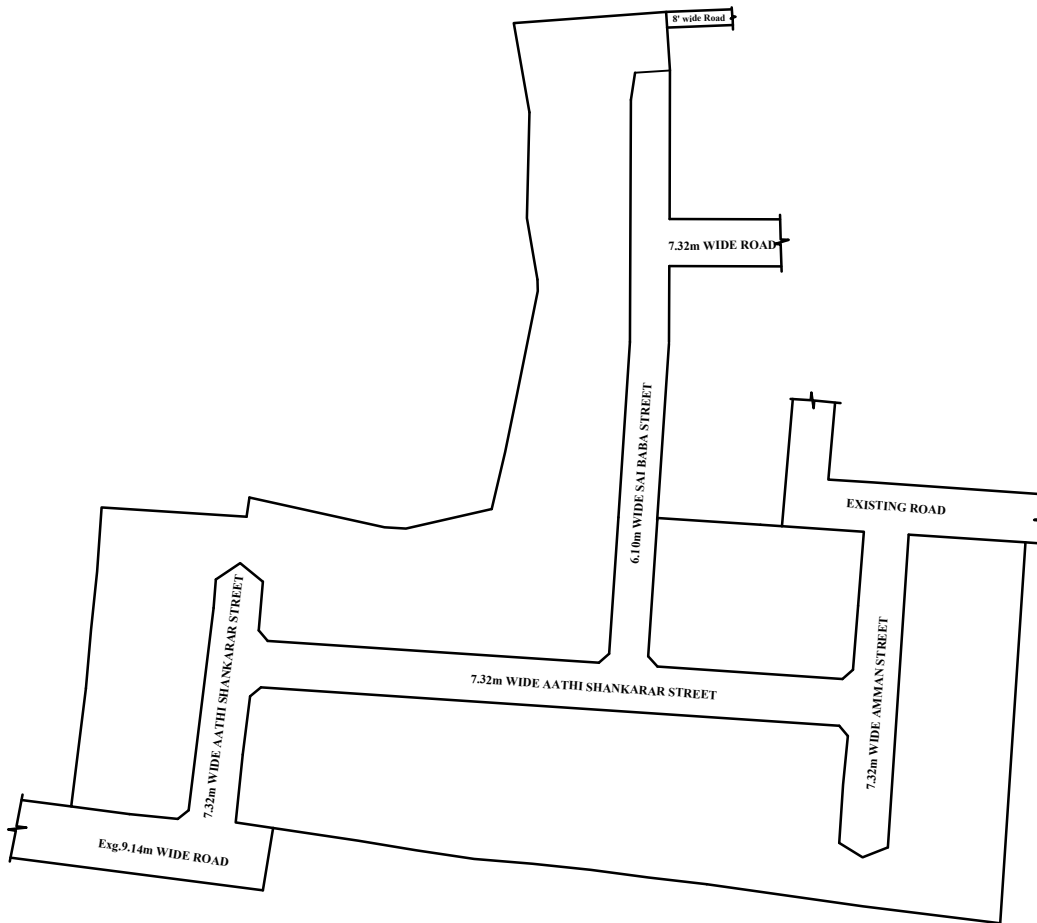 8' wide Road
7.32m WIDE ROAD
6.10m WIDE SAI BABA STREET
EXISTING ROAD
7.32m WIDE AATHI SHANKARAR STREET
7.32m WIDE AATHI SHANKARAR STREET
7.32m WIDE AMMAN STREET
Exg.9.14m WIDE ROAD